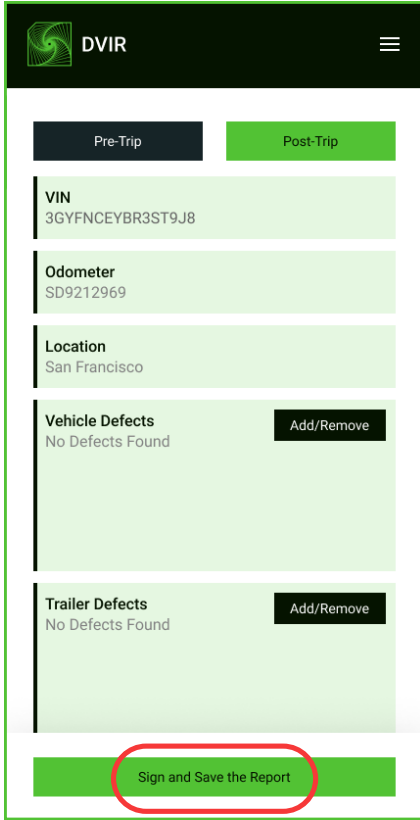 DVIR
Pre-Trip
Post-Trip
VIN
3GYFNCEYBR3ST9J8
Odometer
SD9212969
Location
San Francisco
Vehicle Defects
Add/Remove
No Defects Found
Trailer Defects
Add/Remove
No Defects Found
Sign and Save the Report